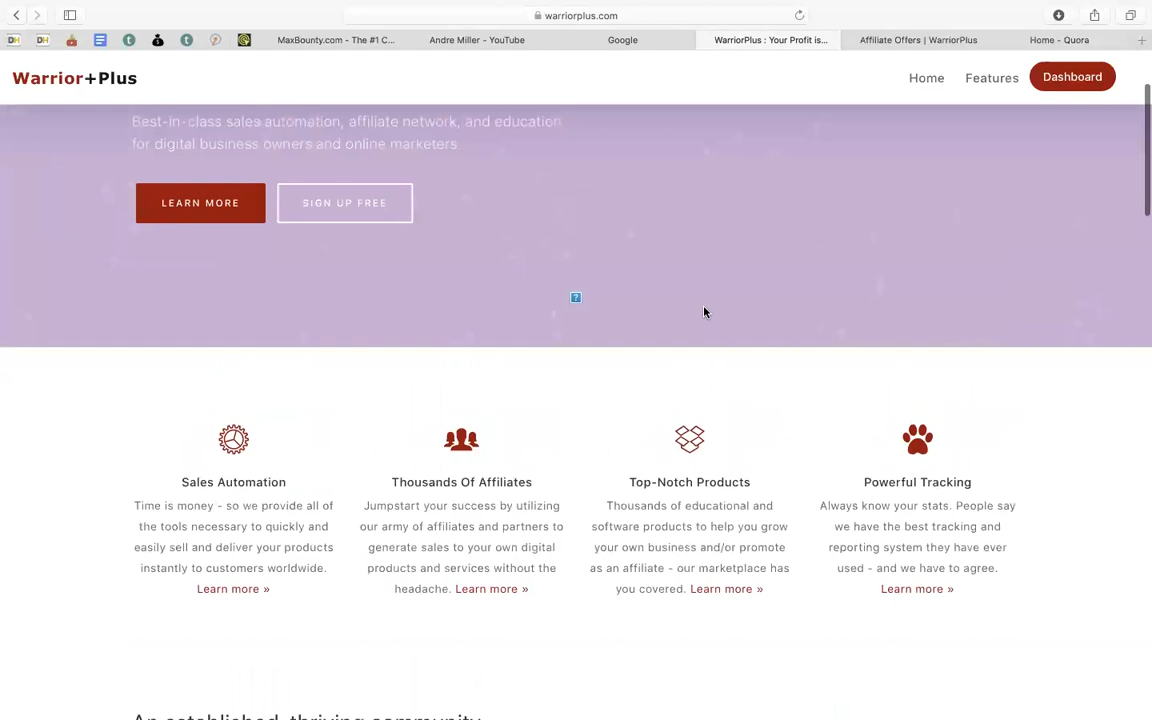 warriorplus.com
DH
DH
MaxBounty.com - The #1 C...
Andre Miller - YouTube
Google
WarriorPlus : Your Profit is...
Affiliate Offers | WarriorPlus
Home - Quora
Warrior+Plus
Home
Features
Dashboard
Best-in-class sales automation, affiliate network, and education
for digital business owners and online marketers
LEARN MORE
SIGN UP FREE
?
Sales Automation
Time is money - so we provide all of
the tools necessary to quickly and
easily sell and deliver your products
instantly to customers worldwide.
Learn more »
Thousands Of Affiliates
Jumpstart your success by utilizing
our army of affiliates and partners to
generate sales to your own digital
products and services without the
headache. Learn more »
Top-Notch Products
Thousands of educational and
software products to help you grow
your own business and/or promote
as an affiliate - our marketplace has
you covered. Learn more »
Powerful Tracking
Always know your stats. People say
we have the best tracking and
reporting system they have ever
used - and we have to agree.
Learn more »
An established, thriving community